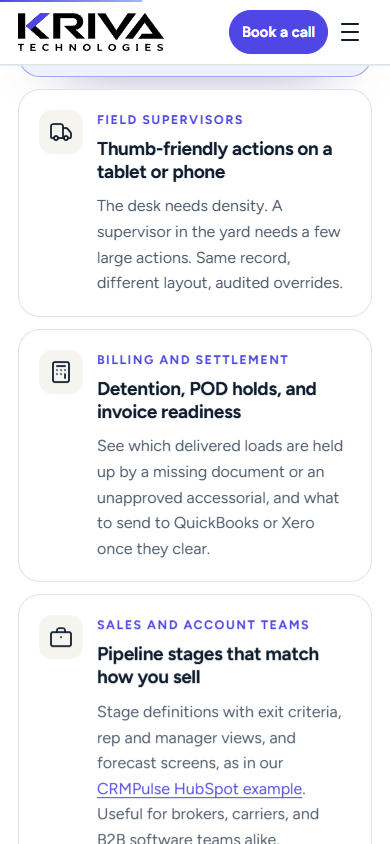 KRIVA
TECHNOLOGIES
Book a call
FIELD SUPERVISORS
Thumb-friendly actions on a
tablet or phone
The desk needs density. A
supervisor in the yard needs a few
large actions. Same record,
different layout, audited overrides.
BILLING AND SETTLEMENT
Detention, POD holds, and
invoice readiness
See which delivered loads are held
up by a missing document or an
unapproved accessorial, and what
to send to QuickBooks or Xero
once they clear.
SALES AND ACCOUNT TEAMS
Pipeline stages that match
how you sell
Stage definitions with exit criteria,
rep and manager views, and
forecast screens, as in our
CRMPulse HubSpot example.
Useful for brokers, carriers, and
B2B software teams alike.